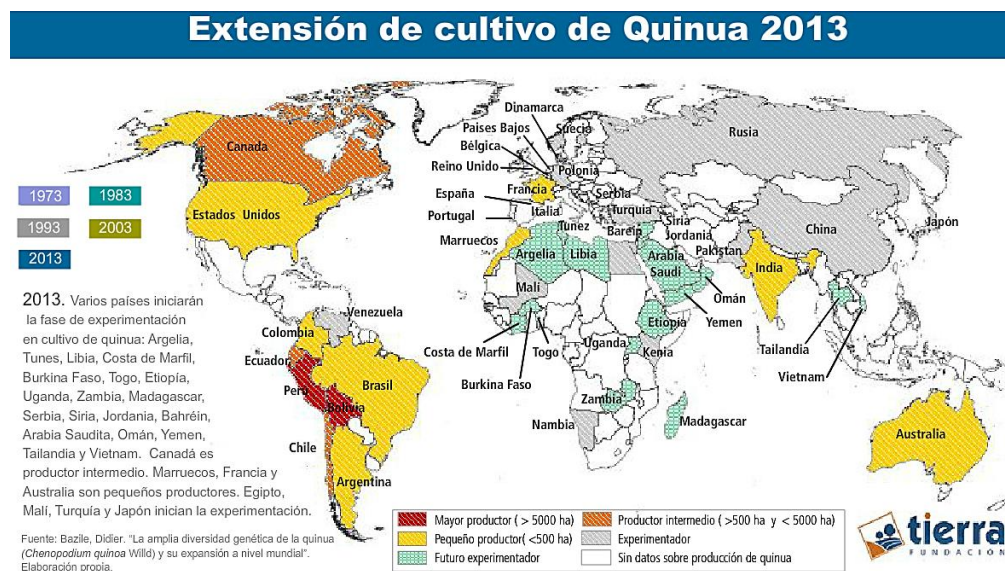 Extensión de cultivo de Quinua 2013
1973
1983
1993
2003
2013
2013. Varios países iniciarán
la fase de experimentación
en cultivo de quinua: Argelia,
Tunes, Libia, Costa de Marfil,
Burkina Faso, Togo, Etiopía,
Uganda, Zambia, Madagascar,
Serbia, Siria, Jordania, Bahréin,
Arabia Saudita, Omán, Yemen,
Tailandia y Vietnam. Canadá es
productor intermedio. Marruecos, Francia y
Australia son pequeños productores. Egipto,
Malí, Turquía y Japón inician la experimentación.
Fuente: Bazile, Didier. "La amplia diversidad genética de la quinua
(Chenopodium quinoa Willd) y su expansión a nivel mundial".
Elaboración propia.
Canada
Estados Unidos
Venezuela
Colombia
Ecuador
Perú
Brasil
Bolivia
Chile
Argentina
Dinamarca
Paises Bajos
Suecia
Bélgica
Reino Unido
Polonia
Rusia
España
Francia
Serbia
Portugal
Italia
Turquia
Marruecos
Tunez
Barein
Siria
Jordania
Japón
China
Pakistan
Argelia
Libia
Arabia
Saudi
India
Omán
Malí
Yemen
Costa de Marfil
Togo
Burkina Faso
Etiopia
Uganda
Kenia
Tailandia
Vietnam
Zambia
Madagascar
Nambia
Australia
Mayor productor ( > 5000 ha)
Productor intermedio ( >500 ha y < 5000 ha)
Pequeño productor (<500 ha)
Experimentador
Futuro experimentador
Sin datos sobre producción de quinoa
tierra
FUNDACIÓN